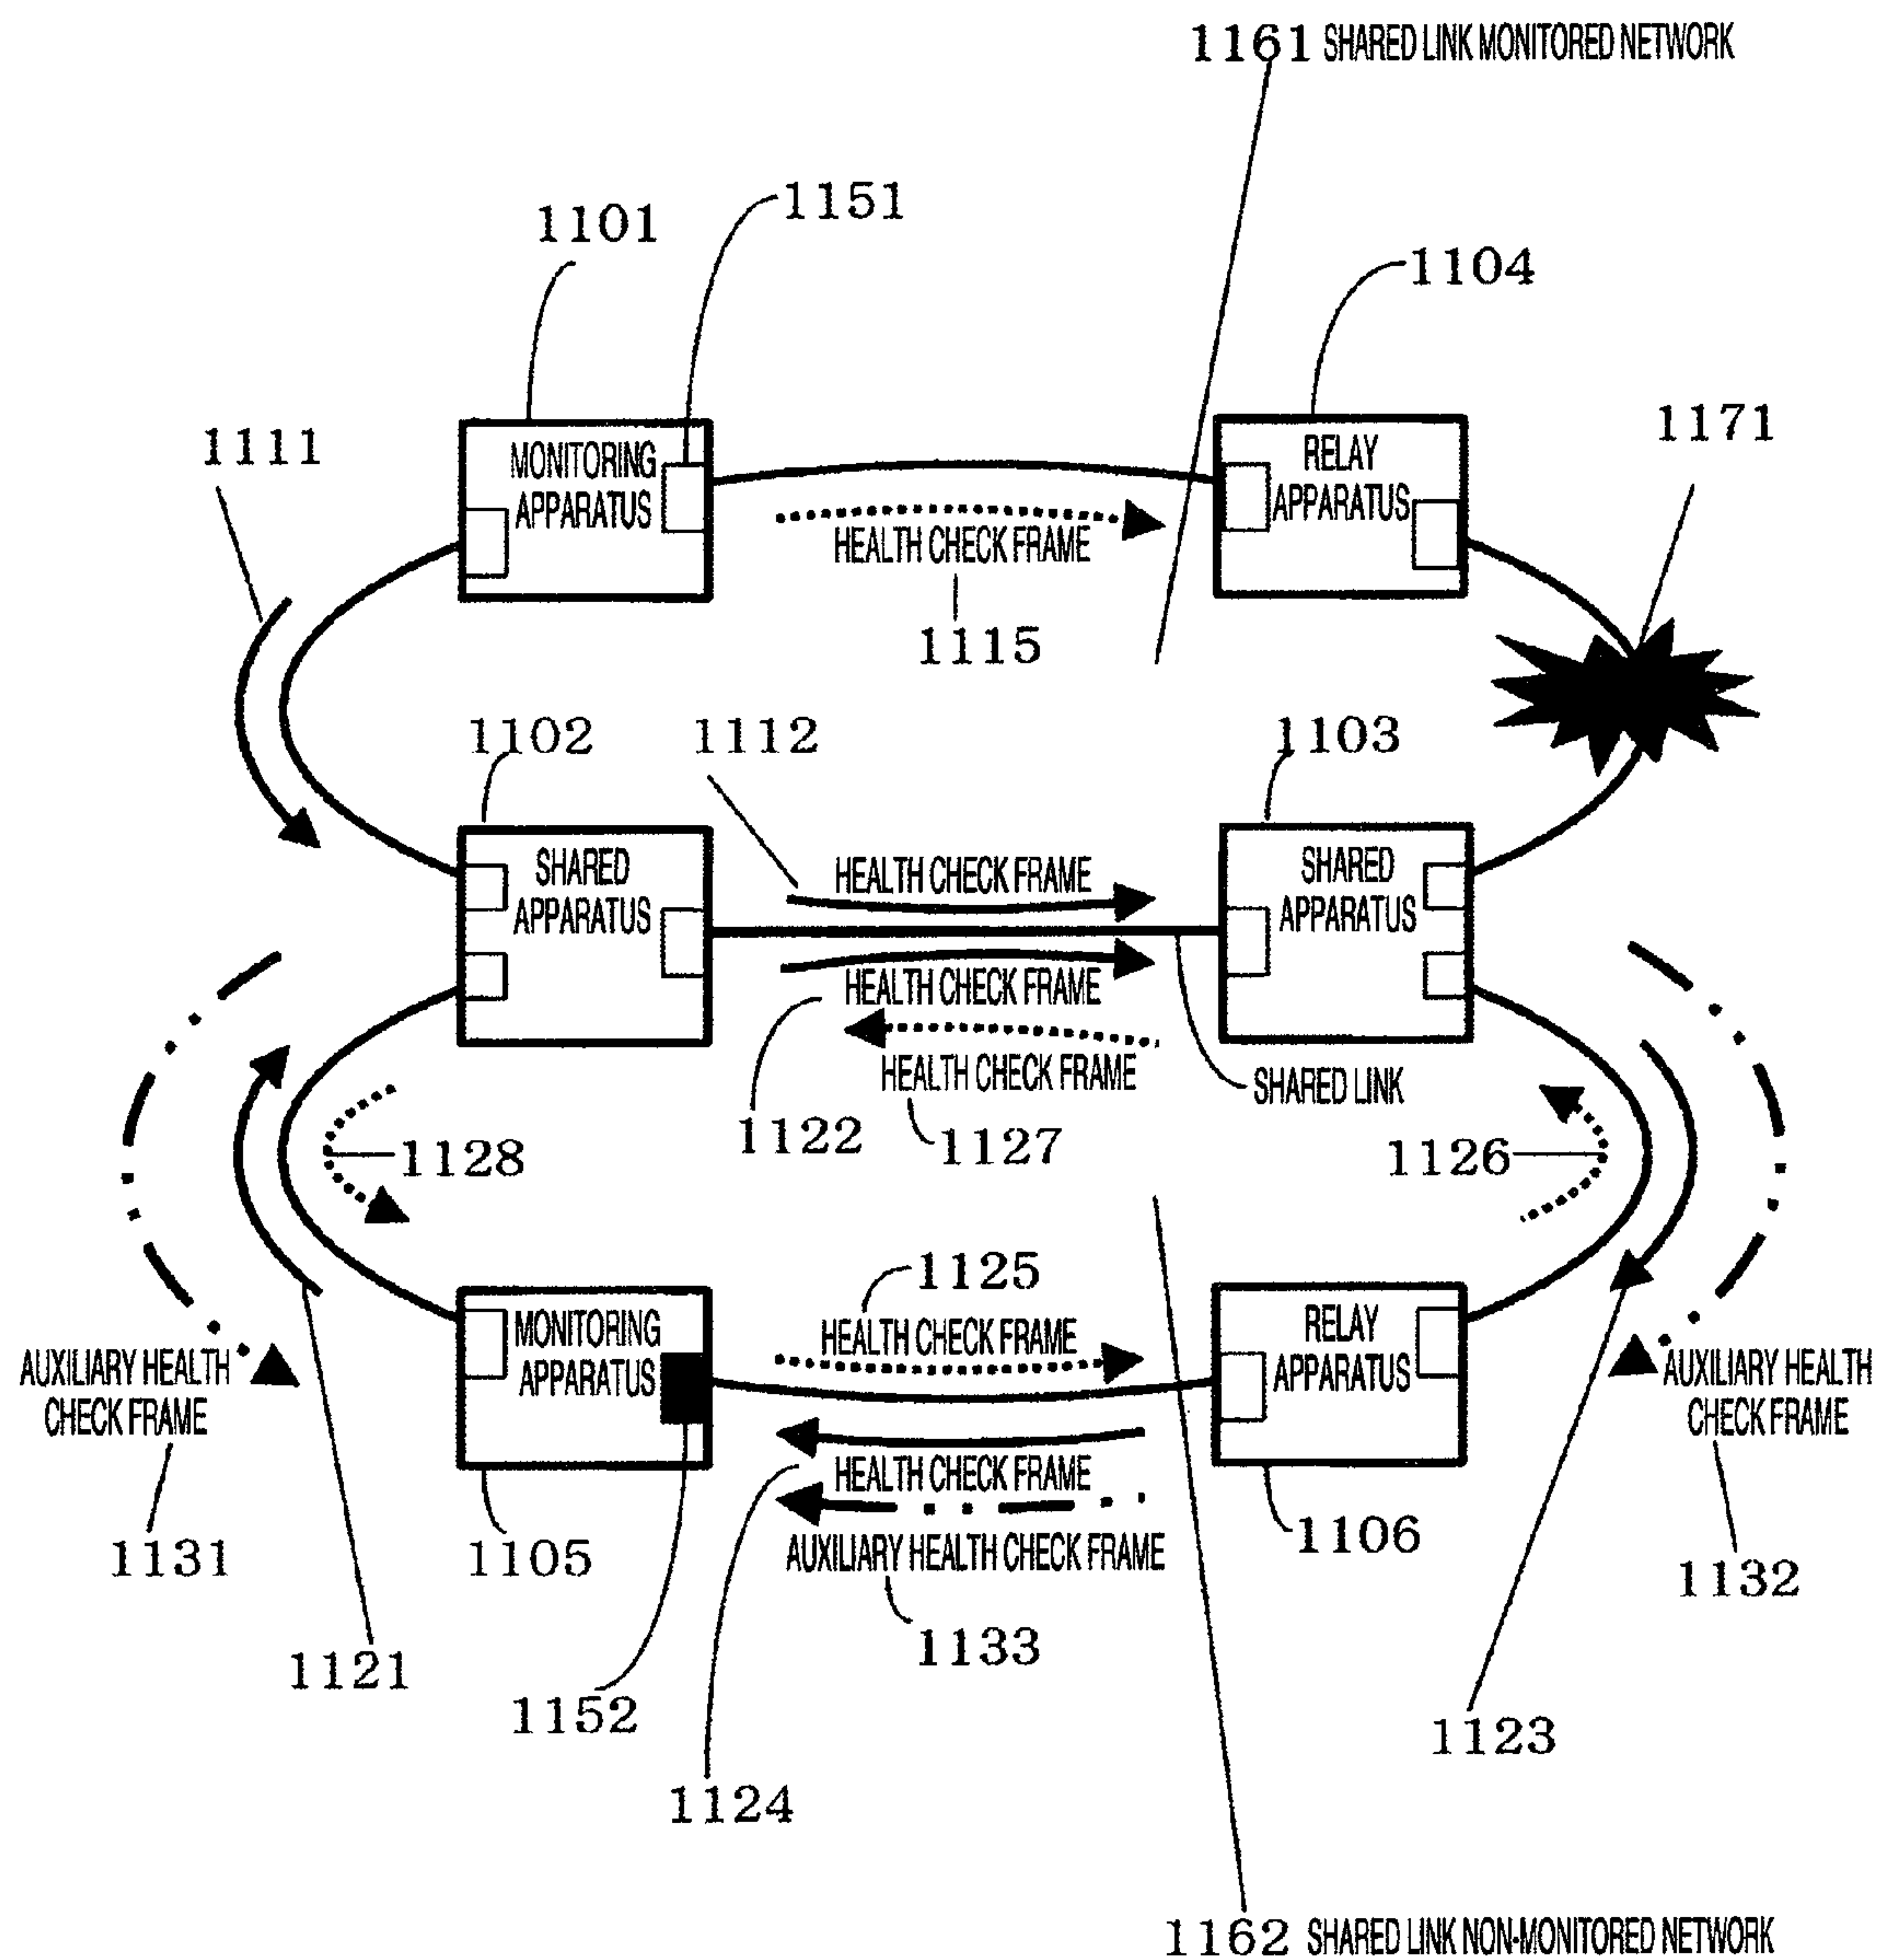 1161 SHARED LINK MONITORED NETWORK
1151
1101
1104
1111
1171
MONITORING
APPARATUS
RELAY
APPARATUS
HEALTH CHECK FRAME
1115
1102
1112
1103
SHARED
APPARATUS
HEALTH CHECK FRAME
SHARED
APPARATUS
HEALTH CHECK FRAME
HEALTH CHECK FRAME
SHARED LINK
1122
1127
1128
1126
1125
MONITORING
APPARATUS
HEALTH CHECK FRAME
RELAY
APPARATUS
AUXILIARY HEALTH
CHECK FRAME
AUXILIARY HEALTH
CHECK FRAME
HEALTH CHECK FRAME
AUXILIARY HEALTH CHECK FRAME
1131
1105
1106
1132
1133
1121
1152
1123
1124
1162 SHARED LINK NON-MONITORED NETWORK